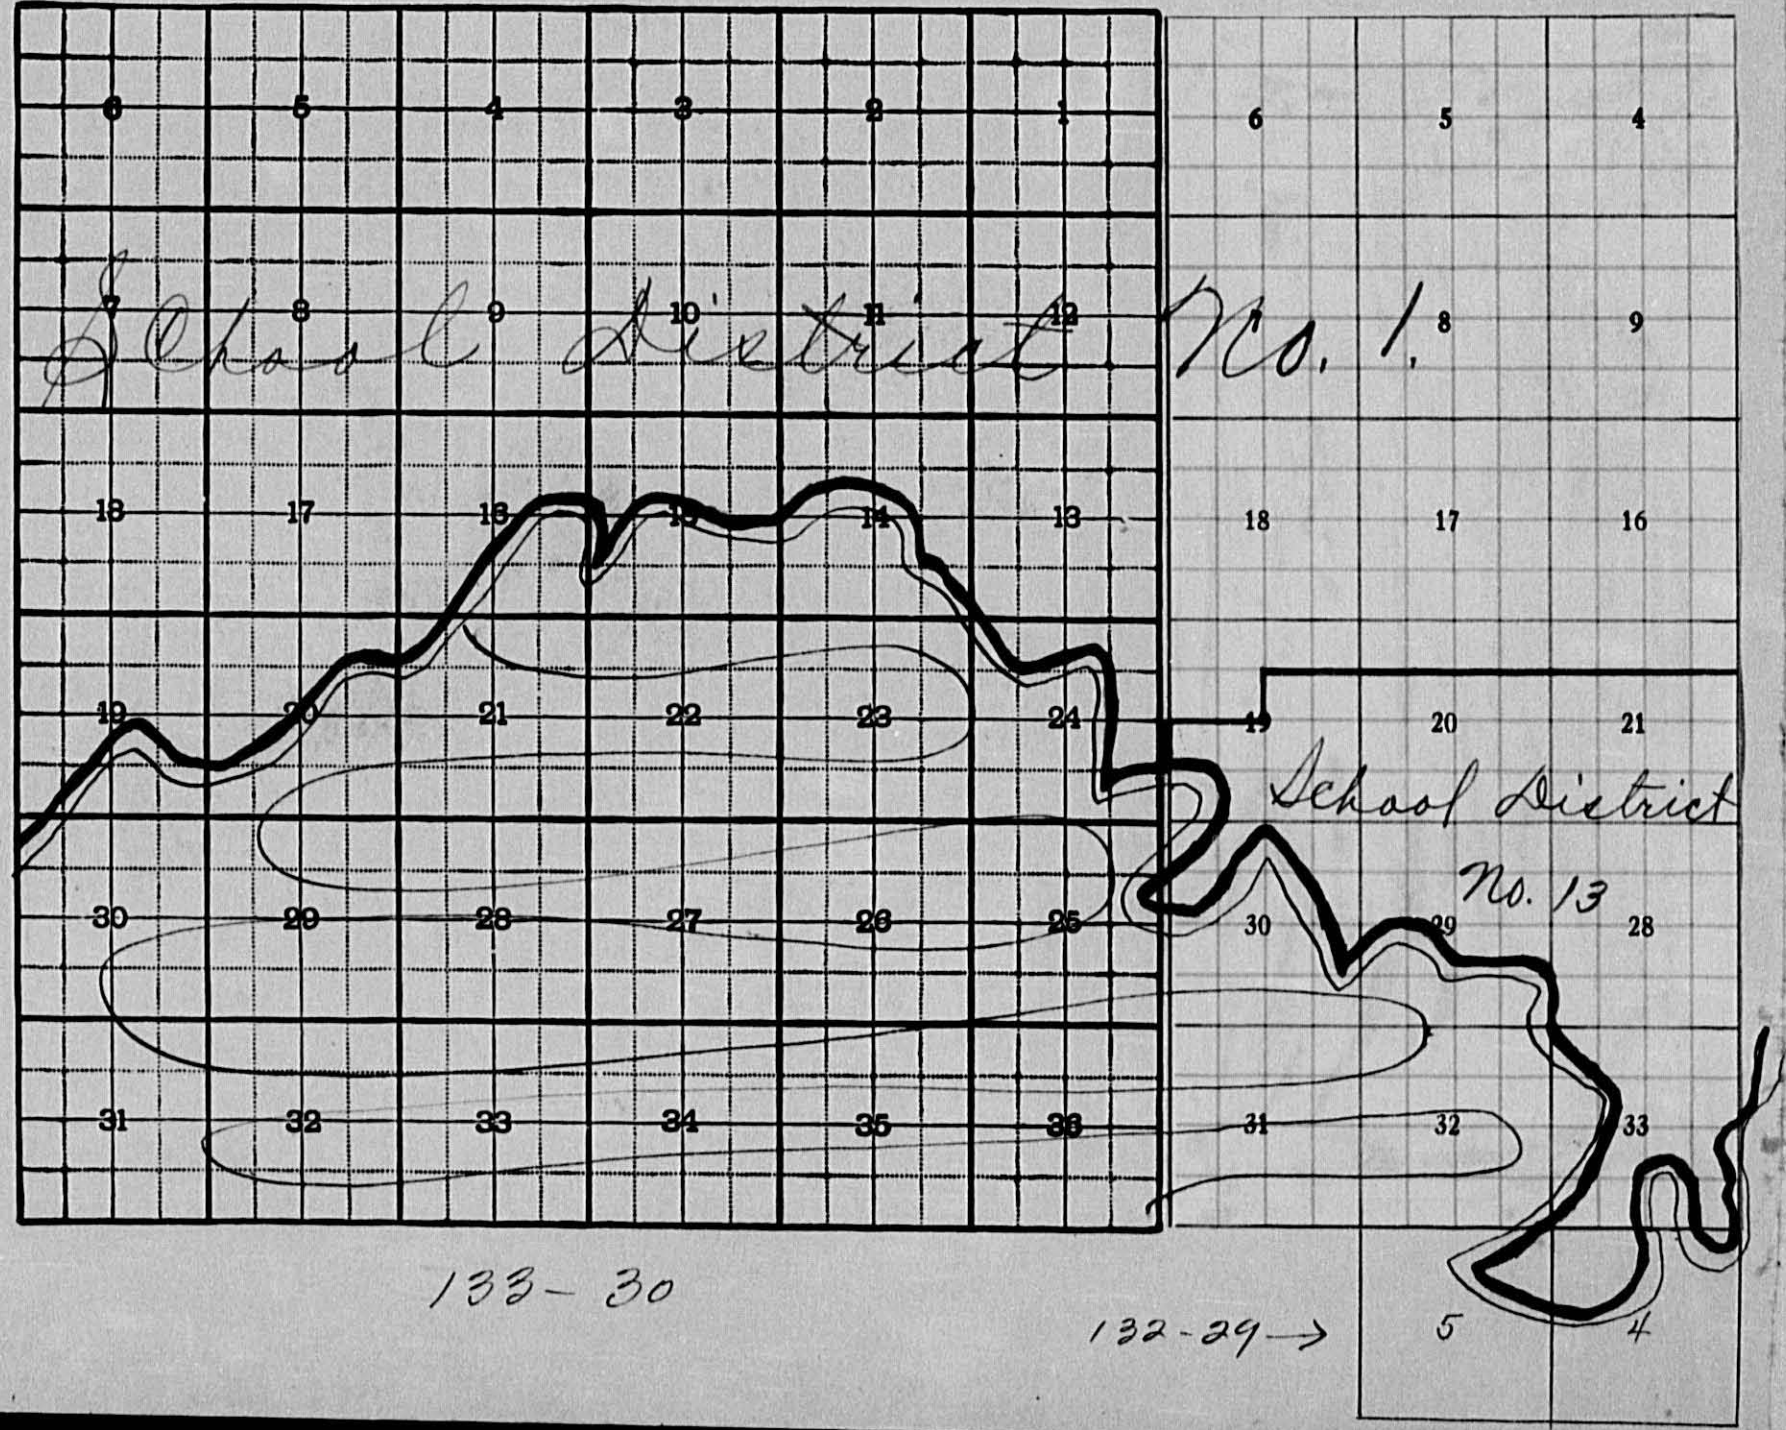 6 5 4 3 2 1 6 5 4
7 8 9 10 11 12 8 9
School District No. 1.
18 17 16 15 14 13 18 17 16
19 20 21 22 23 24 19 20 21
School District
No. 13
30 29 28 27 26 25 30 29 28
31 32 33 34 35 36 31 32 33
133-30
132-29→ 5 4